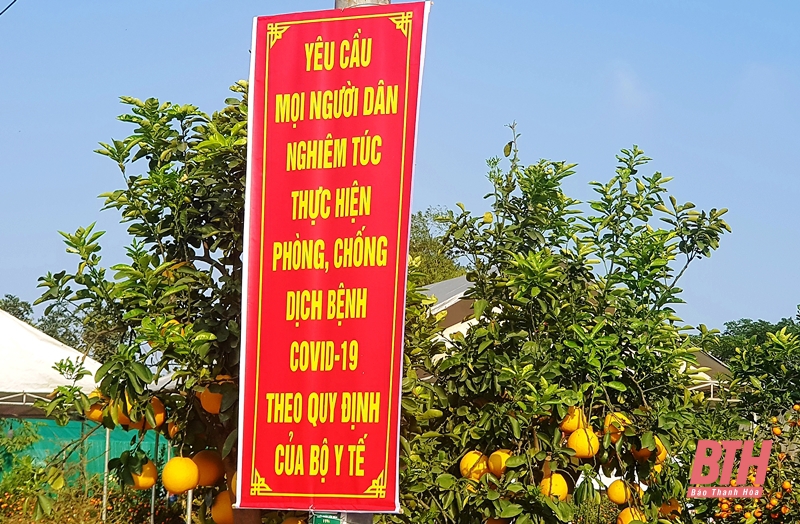 YÊU CẦU
MỌI NGƯỜI DÂN
NGHIÊM TÚC
THỰC HIỆN
PHÒNG, CHỐNG
DỊCH BỆNH
COVID-19
THEO QUY ĐỊNH
CỦA BỘ Y TẾ
BTH
Báo Thanh Hóa